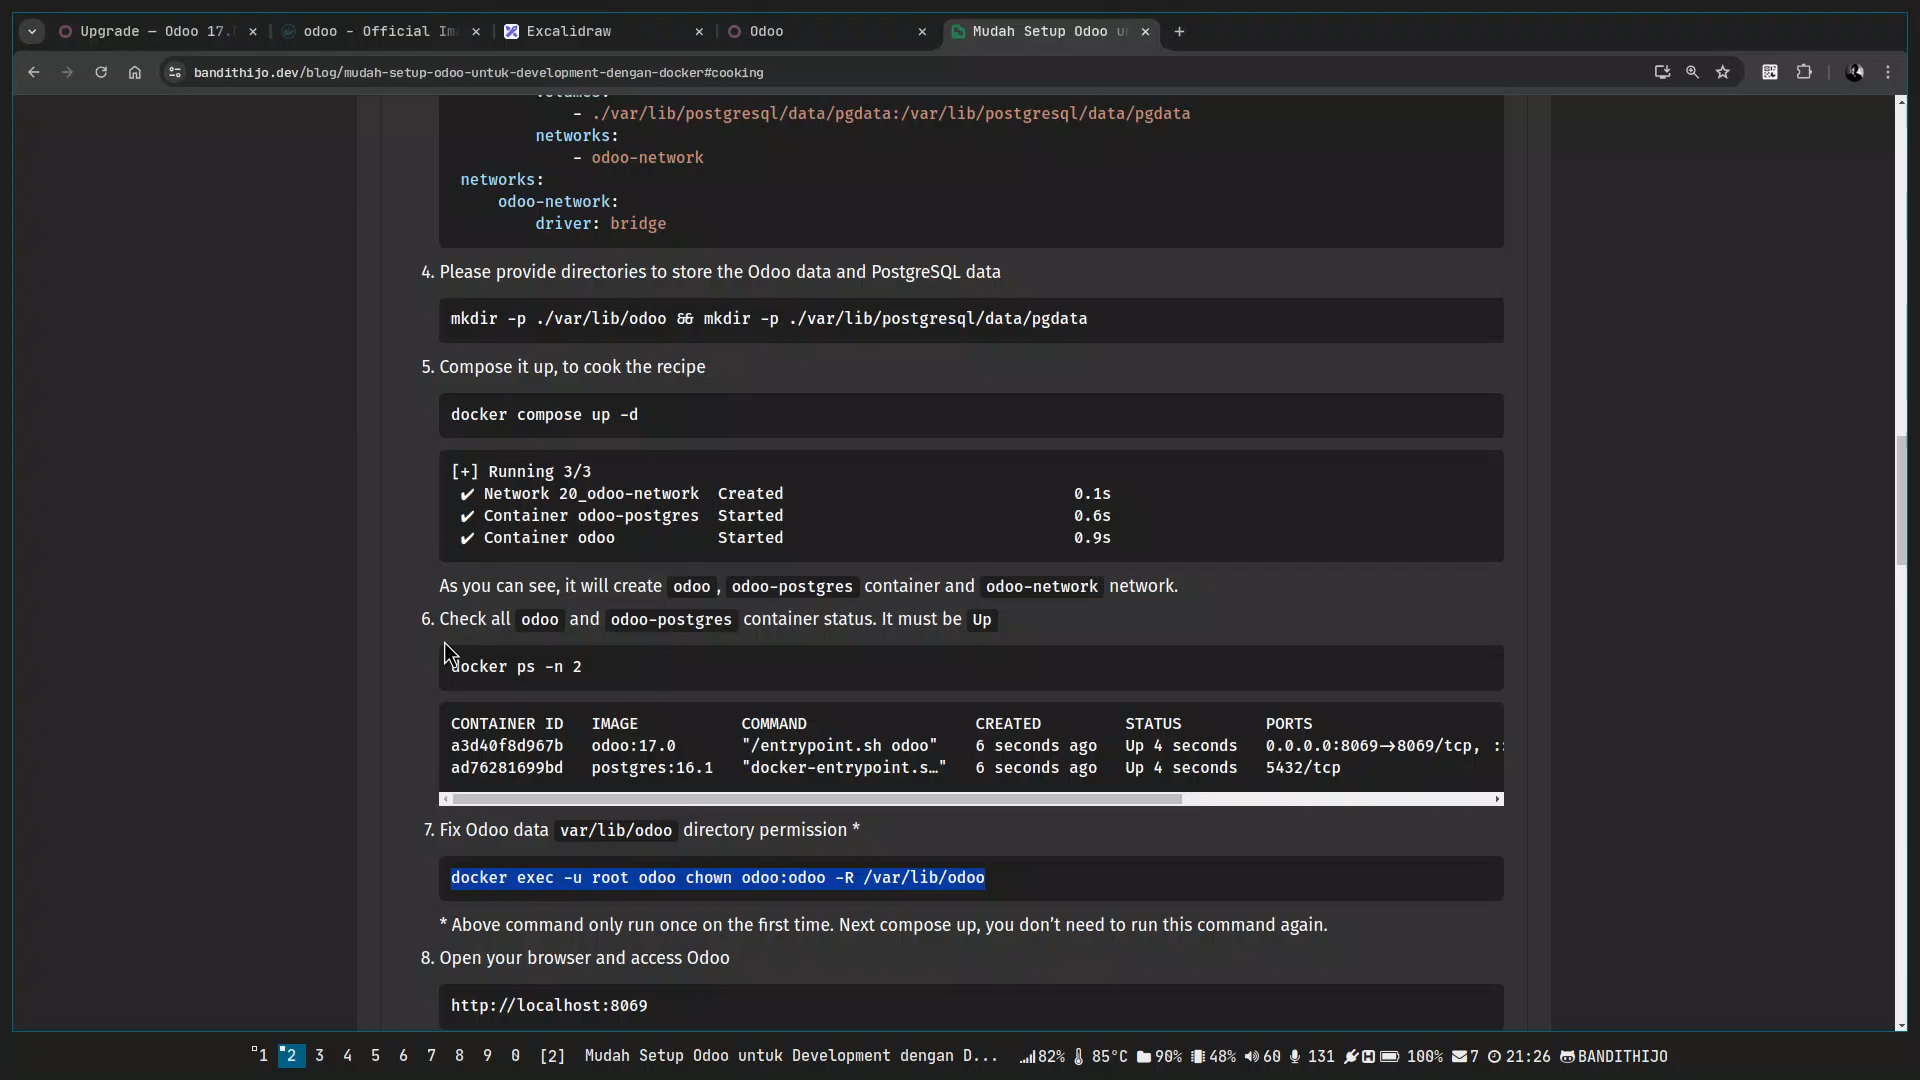 Upgrade — Odoo 17.
odoo - Official Im
Excalidraw
Odoo
Mudah Setup Odoo u
bandithijo.dev/blog/mudah-setup-odoo-untuk-development-dengan-docker#cooking
volumes:
- ./var/lib/postgresql/data/pgdata:/var/lib/postgresql/data/pgdata
networks:
- odoo-network
networks:
odoo-network:
driver: bridge
4. Please provide directories to store the Odoo data and PostgreSQL data
mkdir -p ./var/lib/odoo && mkdir -p ./var/lib/postgresql/data/pgdata
5. Compose it up, to cook the recipe
docker compose up -d
[+] Running 3/3
✔ Network 20_odoo-network Created 0.1s
✔ Container odoo-postgres Started 0.6s
✔ Container odoo Started 0.9s
As you can see, it will create odoo , odoo-postgres container and odoo-network network.
6. Check all odoo and odoo-postgres container status. It must be Up
docker ps -n 2
CONTAINER ID IMAGE COMMAND CREATED STATUS PORTS
a3d40f8d967b odoo:17.0 "/entrypoint.sh odoo" 6 seconds ago Up 4 seconds 0.0.0.0:8069->8069/tcp, ::
ad76281699bd postgres:16.1 "docker-entrypoint.s…" 6 seconds ago Up 4 seconds 5432/tcp
7. Fix Odoo data var/lib/odoo directory permission *
docker exec -u root odoo chown odoo:odoo -R /var/lib/odoo
* Above command only run once on the first time. Next compose up, you don't need to run this command again.
8. Open your browser and access Odoo
http://localhost:8069
1 2 3 4 5 6 7 8 9 0 [2] Mudah Setup Odoo untuk Development dengan D... 82% 85°C 90% 48% 60 131 H 100% 7 21:26 BANDITHIJO